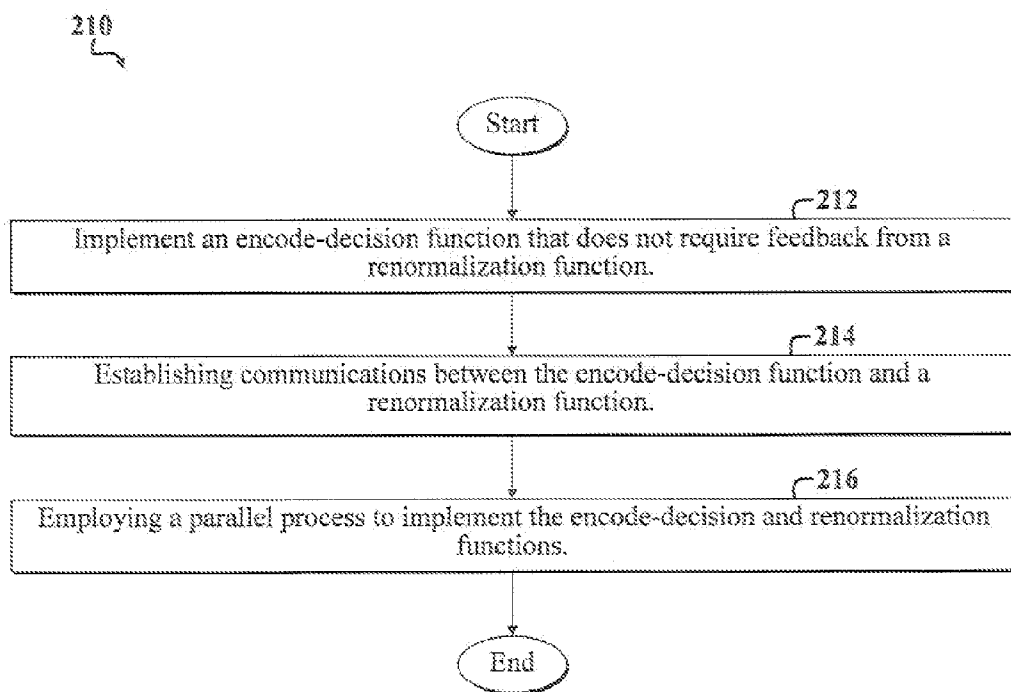 210
Start
212
Implement an encode-decision function that does not require feedback from a
renormalization function.
214
Establishing communications between the encode-decision function and a
renormalization function.
216
Employing a parallel process to implement the encode-decision and renormalization
functions.
End